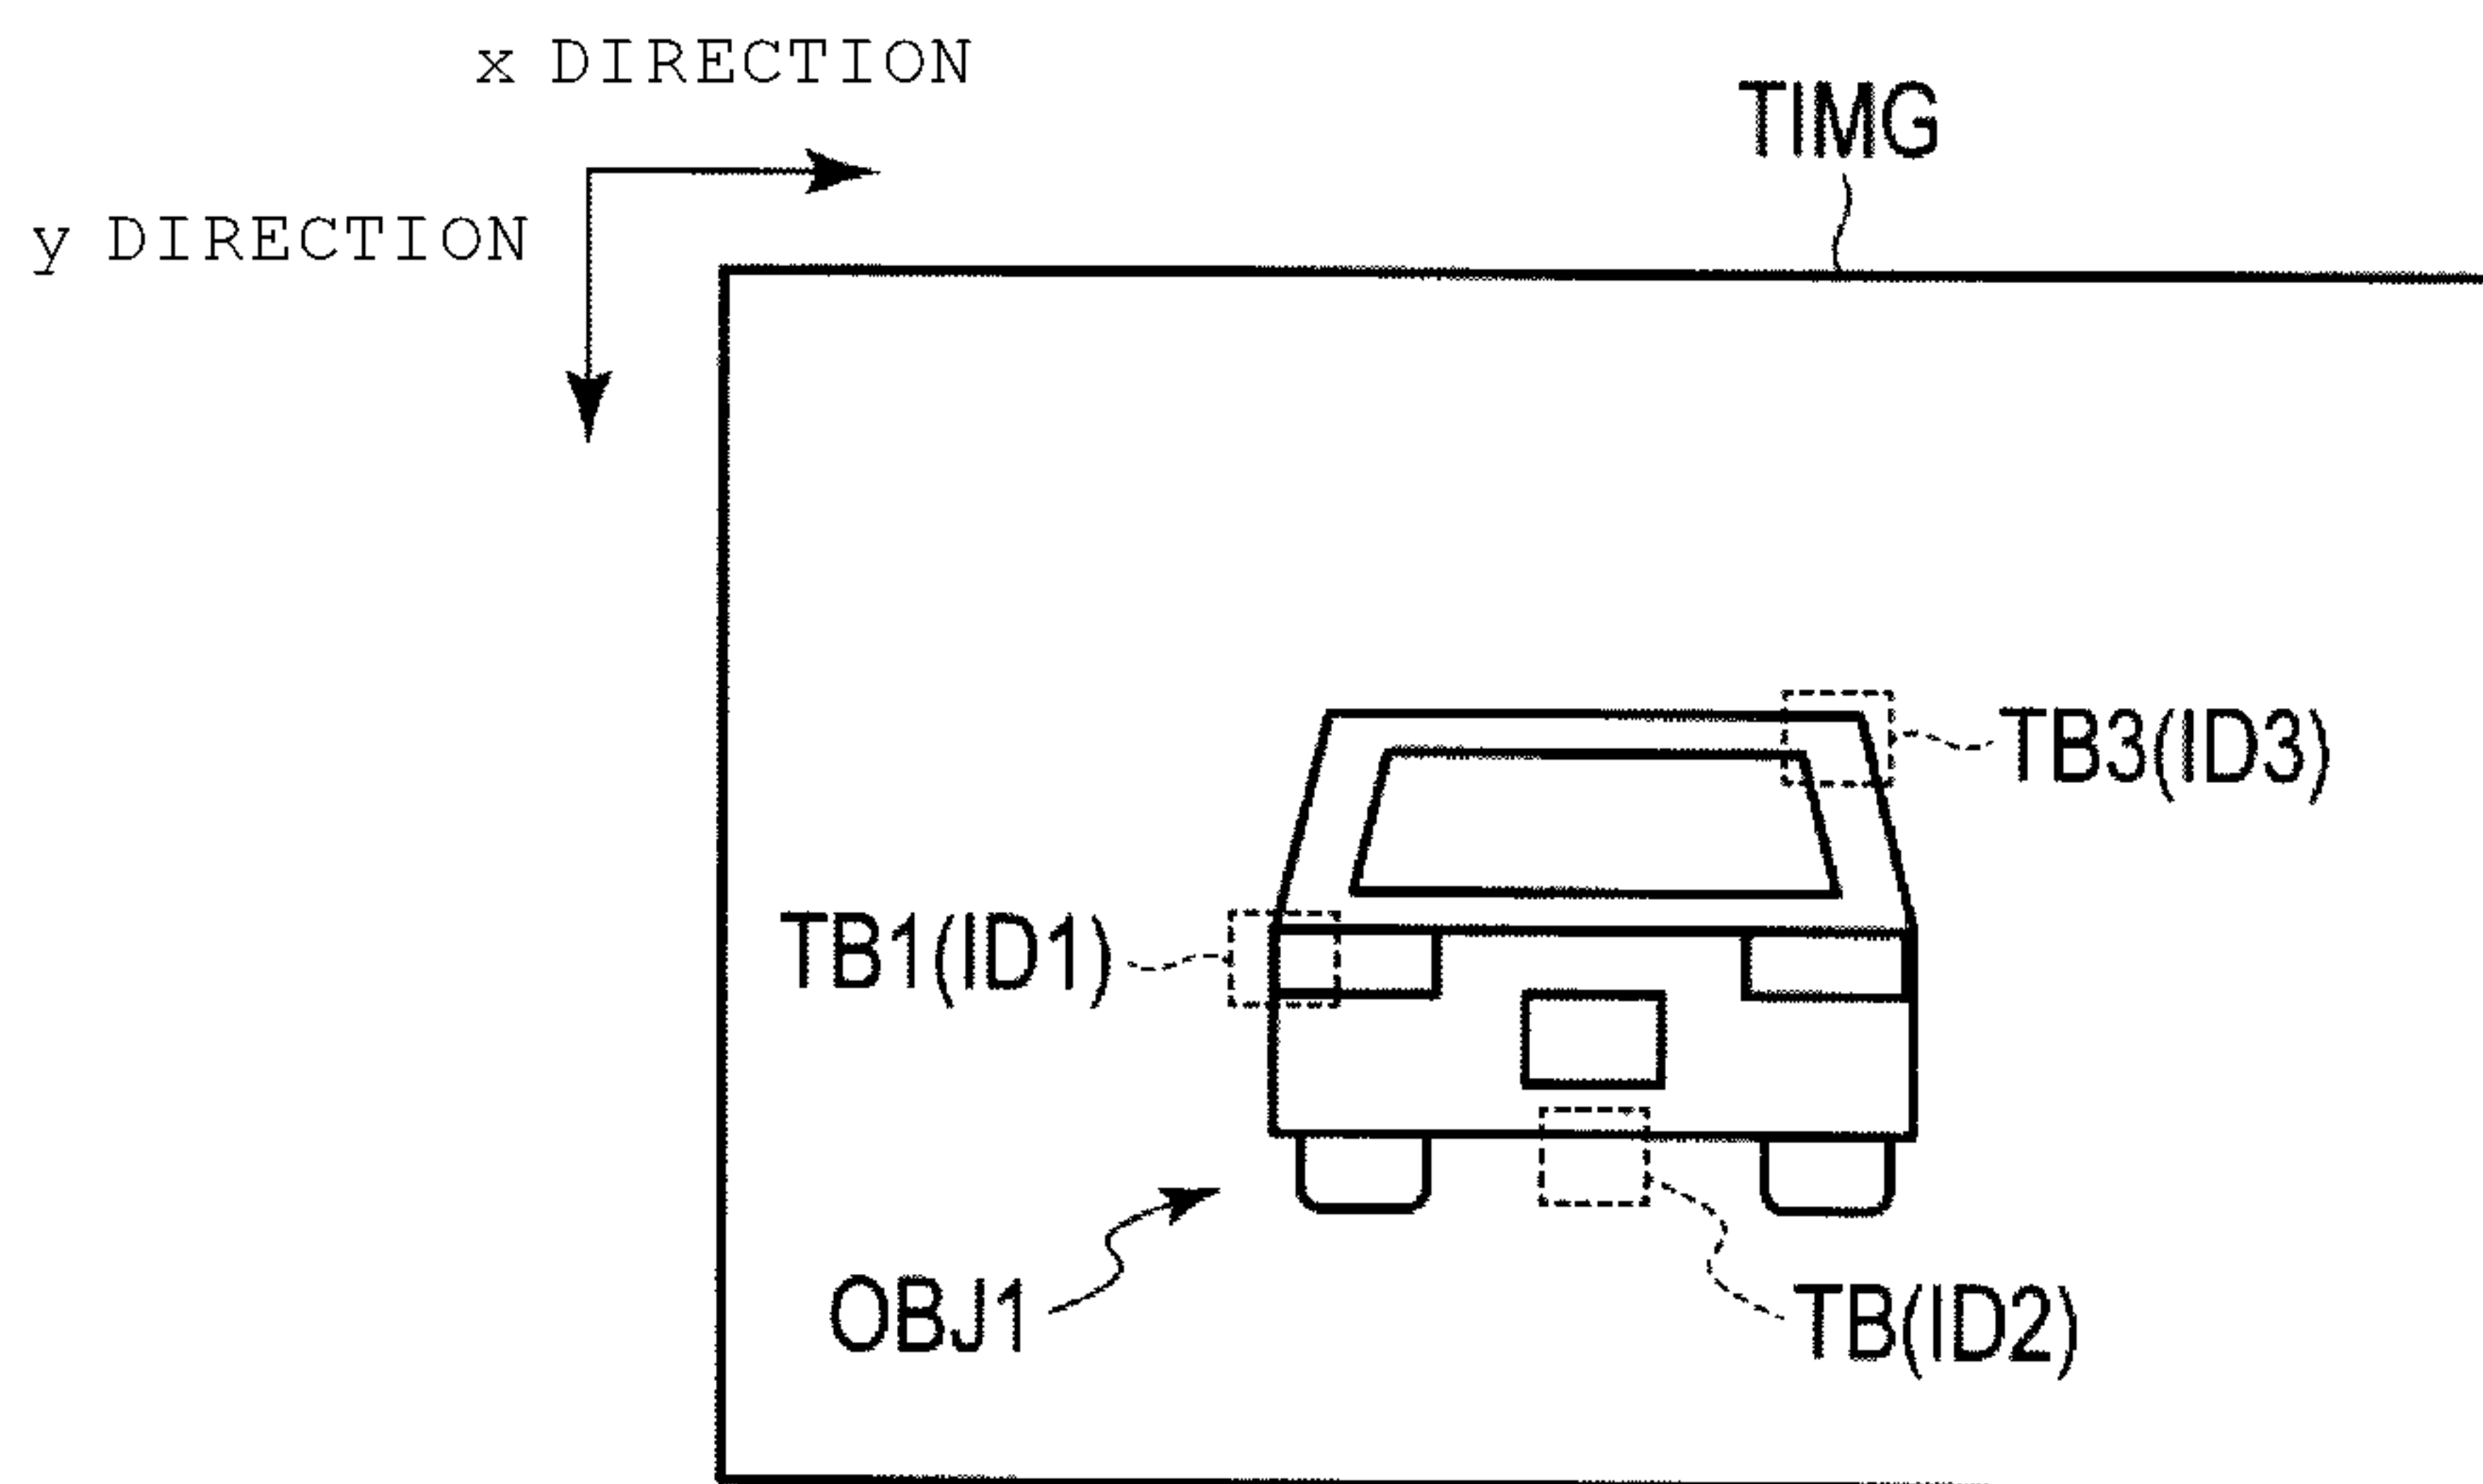 x DIRECTION
TIMG
y DIRECTION
TB3(ID3)
TB1(ID1)
OBJ1
TB(ID2)